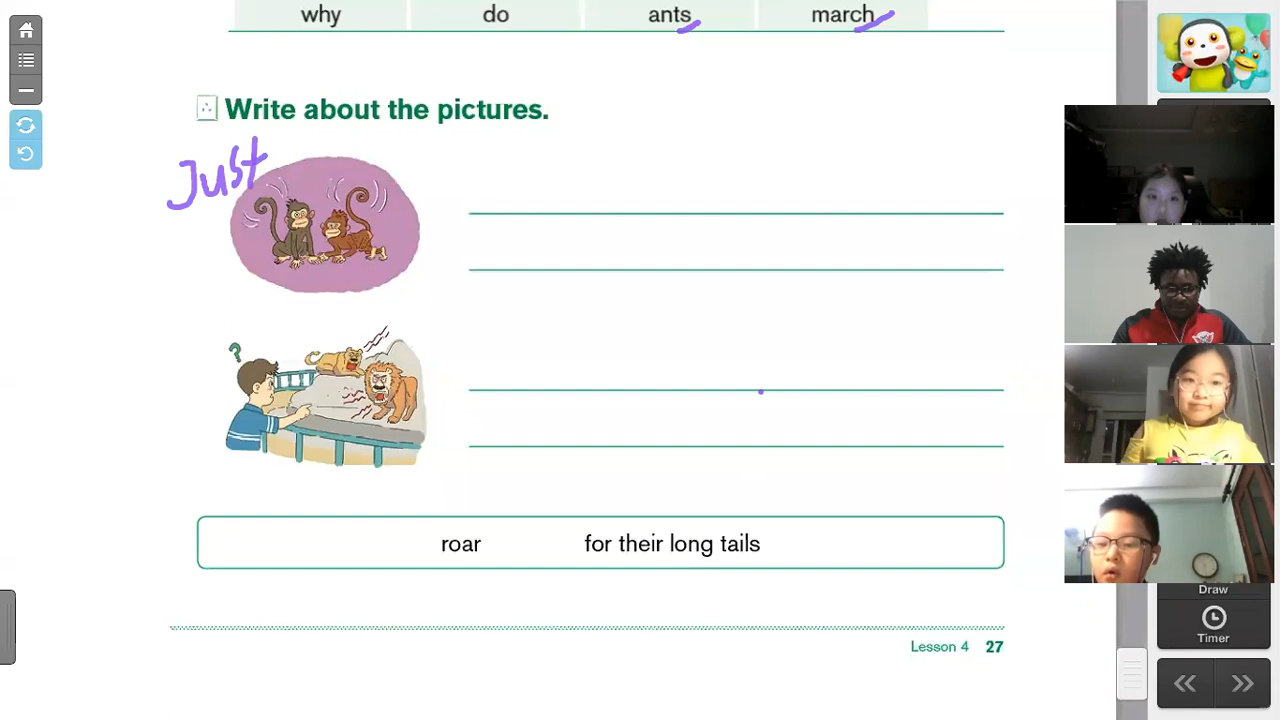 why do ants march
Write about the pictures.
Just
?
roar for their long tails
Lesson 4 27
Draw
Timer